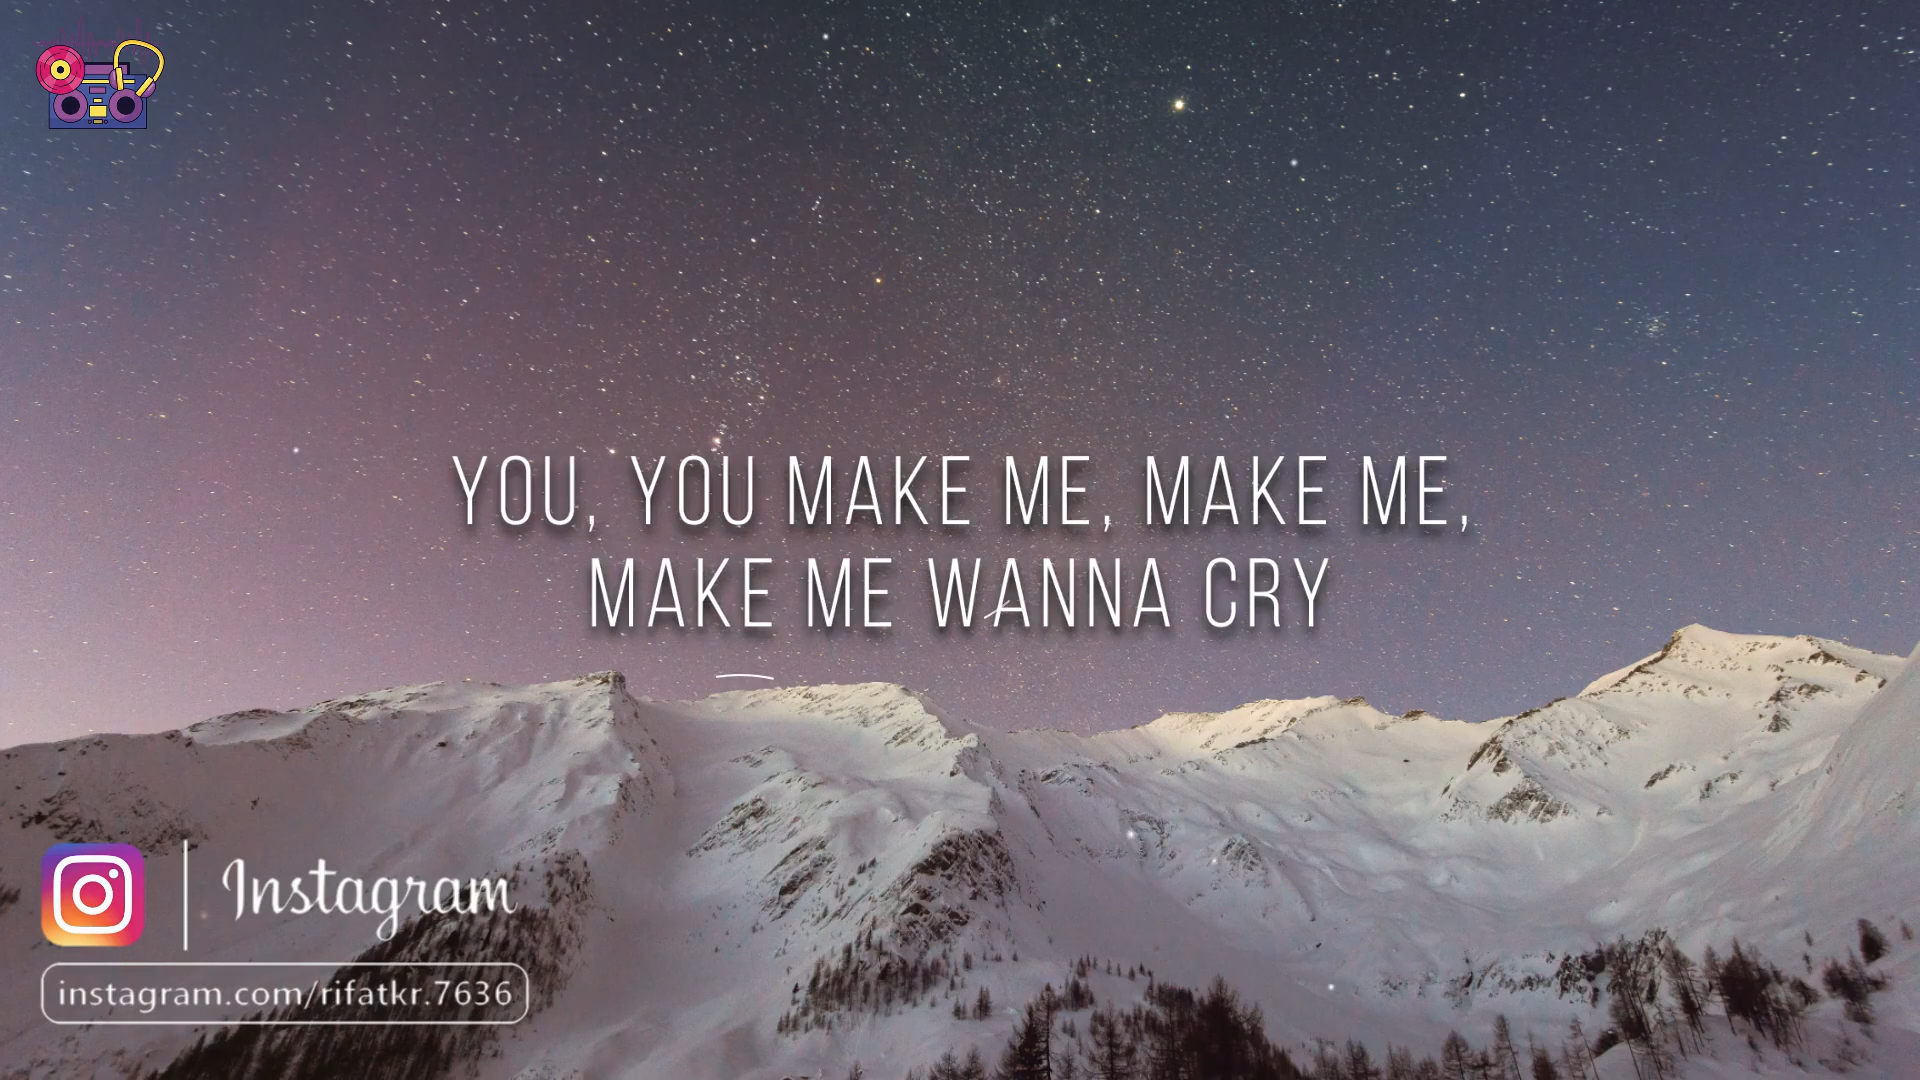 YOU, YOU MAKE ME, MAKE ME,
MAKE ME WANNA CRY
Instagram
instagram.com/rifatkr.7636